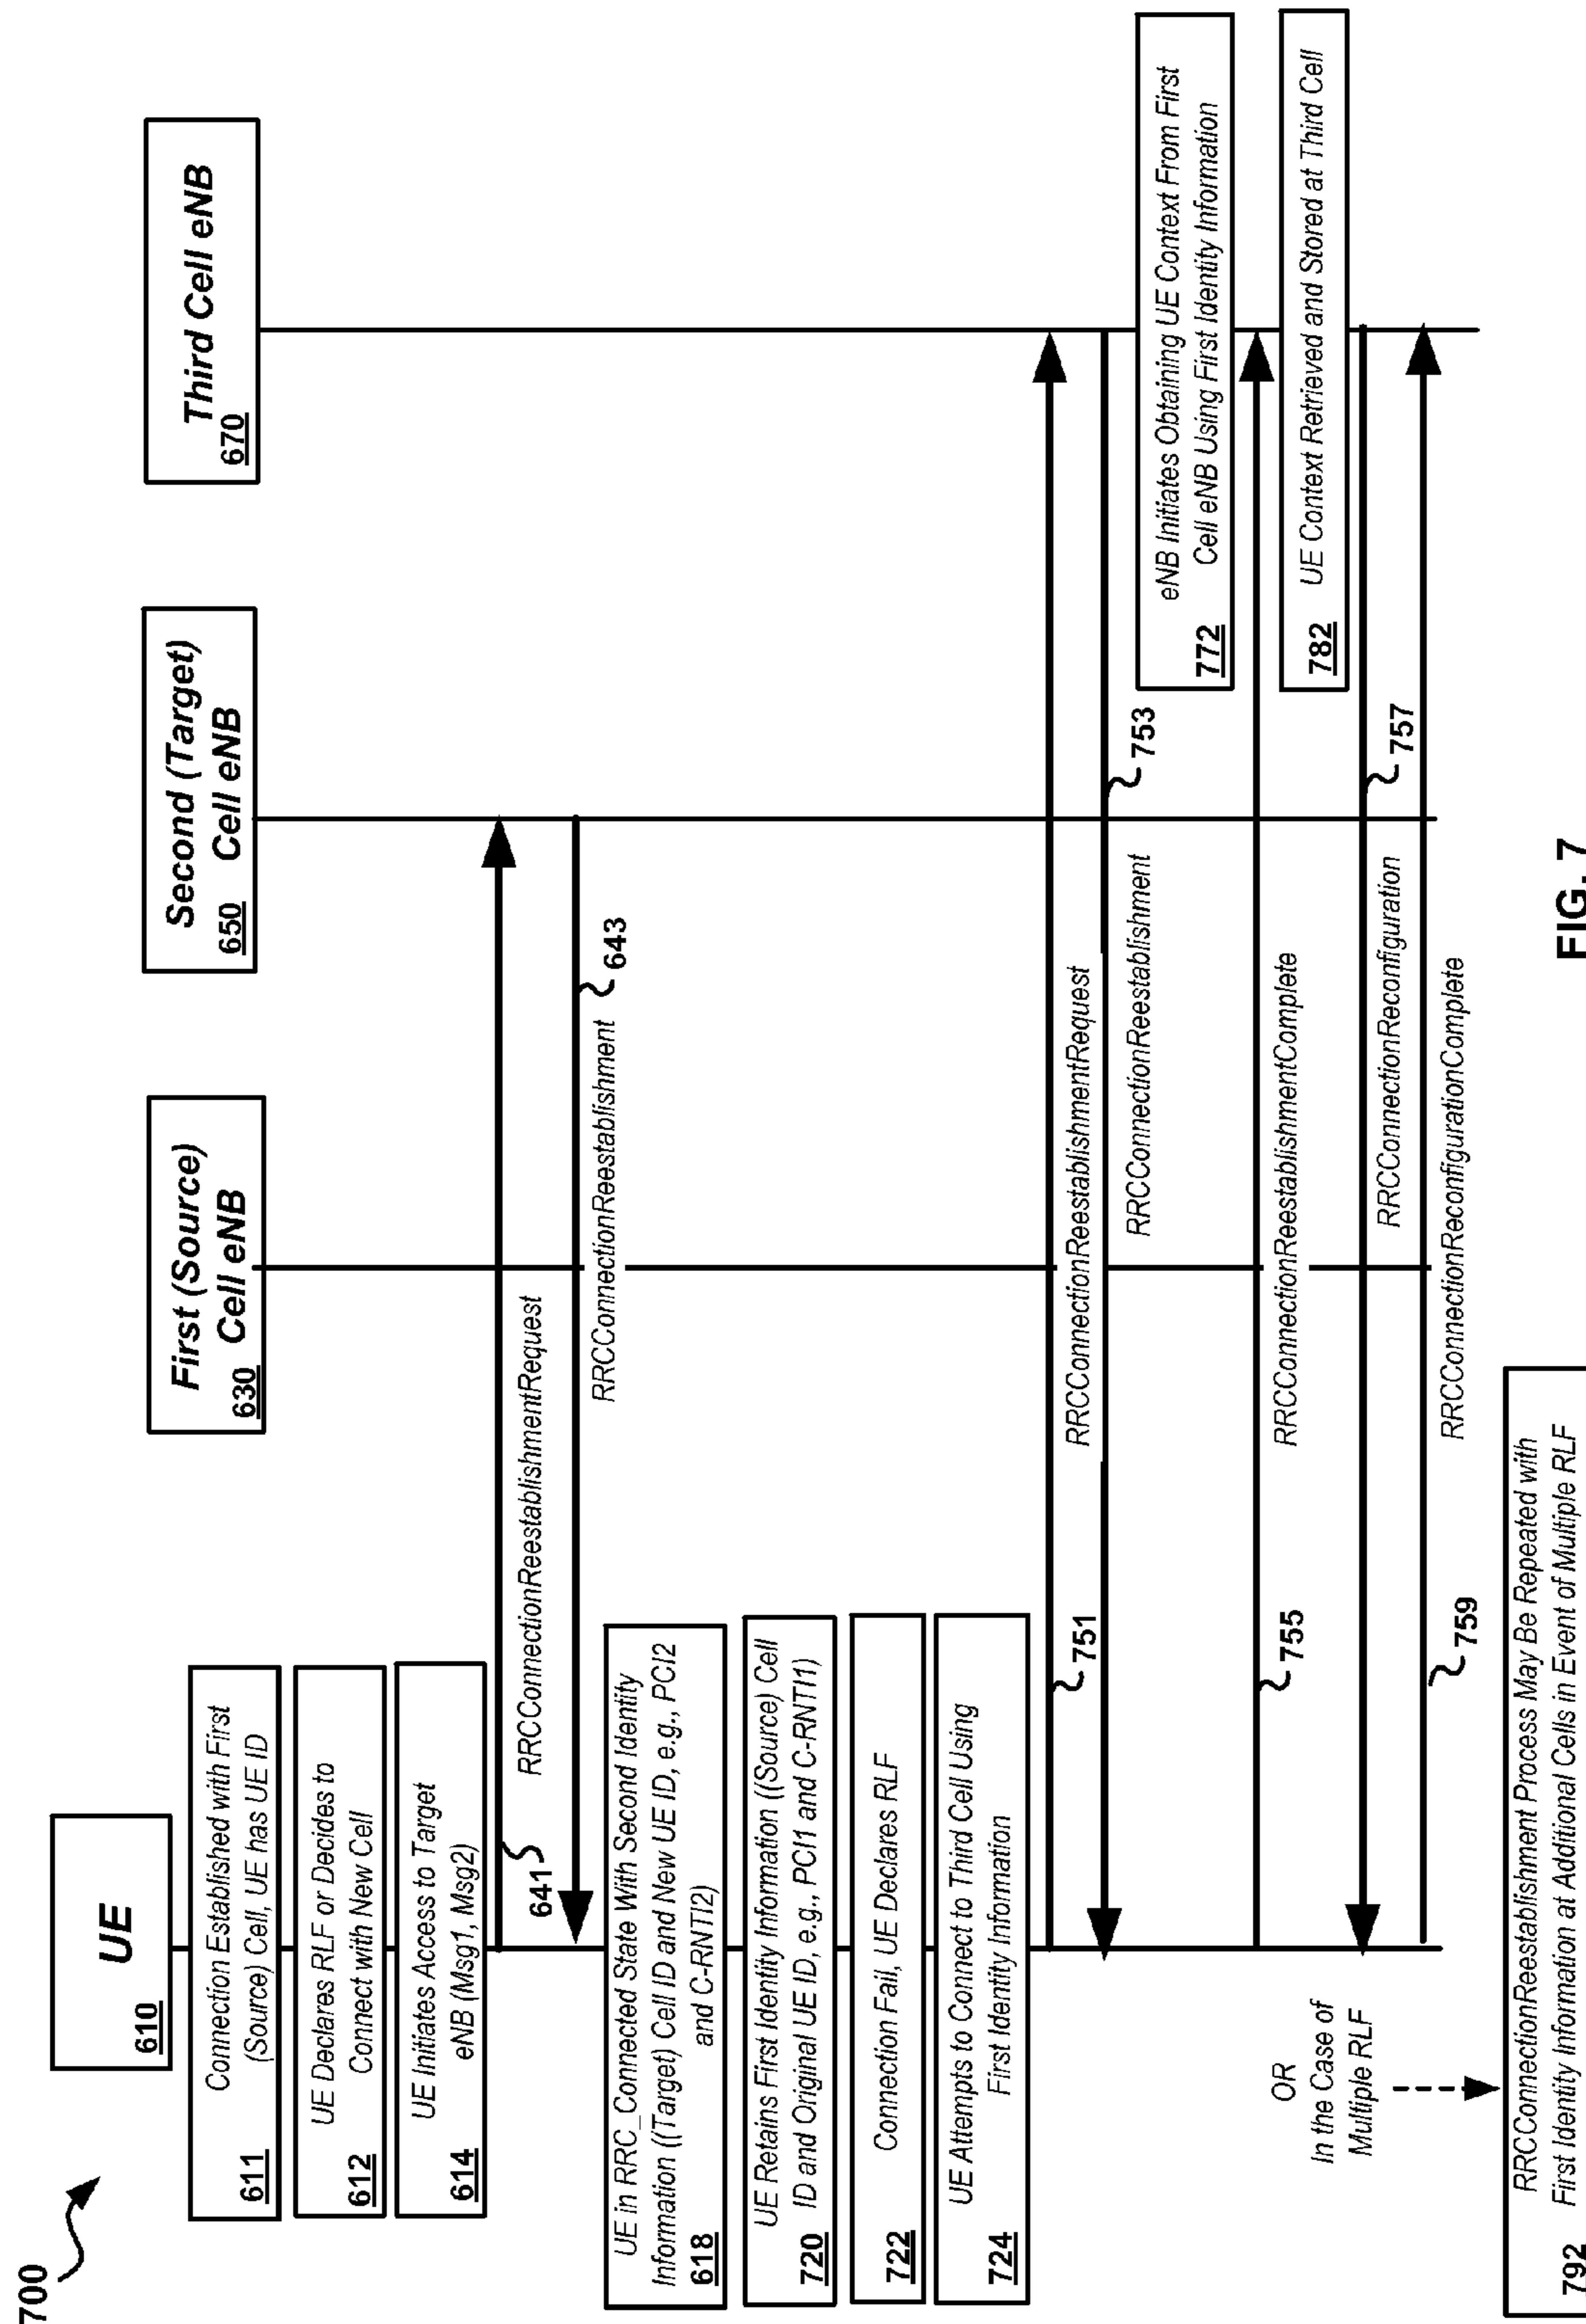 700
UE
610
First (Source)
630 Cell eNB
Second (Target)
650 Cell eNB
Third Cell eNB
670
Connection Established with First
611 (Source) Cell, UE has UE ID
UE Declares RLF or Decides to
612 Connect with New Cell
UE Initiates Access to Target
614 eNB (Msg1, Msg2)
641
RRCConnectionReestablishmentRequest
643
RRCConnectionReestablishment
UE in RRC_Connected State With Second Identity
Information ((Target) Cell ID and New UE ID, e.g., PCI2
618 and C-RNTI2)
UE Retains First Identity Information ((Source) Cell
720 ID and Original UE ID, e.g., PCI1 and C-RNTI1)
722 Connection Fail, UE Declares RLF
UE Attempts to Connect to Third Cell Using
724 First Identity Information
751
RRCConnectionReestablishmentRequest
753
RRCConnectionReestablishment
eNB Initiates Obtaining UE Context From First
772 Cell eNB Using First Identity Information
755
RRCConnectionReestablishmentComplete
782 UE Context Retrieved and Stored at Third Cell
RRCConnectionReconfiguration
757
759
RRCConnectionReconfigurationComplete
OR
In the Case of
Multiple RLF
RRCConnectionReestablishment Process May Be Repeated with
792 First Identity Information at Additional Cells in Event of Multiple RLF
FIG. 7